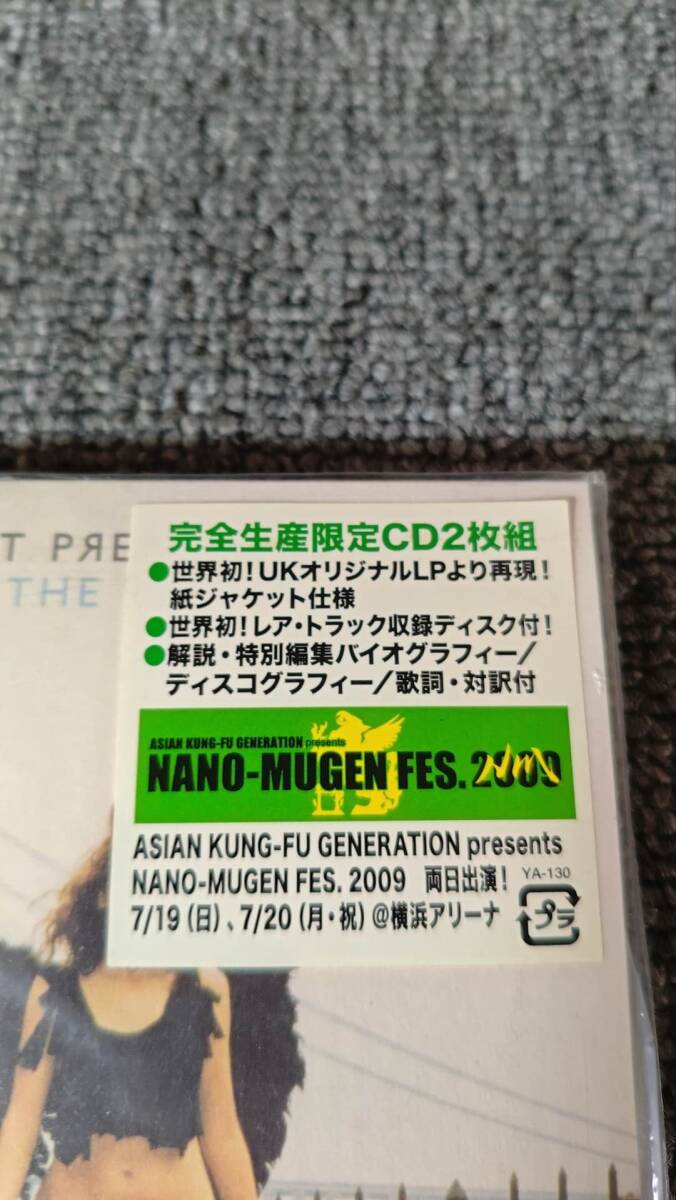 T PЯE
THE
完全生産限定CD2枚組
●世界初!UKオリジナルLPより再現!
紙ジャケット仕様
●世界初!レア・トラック収録ディスク付!
●解説・特別編集バイオグラフィー/
ディスコグラフィー/歌詞・対訳付
ASIAN KUNG-FU GENERATION presents
NANO-MUGEN FES. 2009
ASIAN KUNG-FU GENERATION presents
NANO-MUGEN FES. 2009 両日出演!
YA-130
7/19(日)、7/20(月・祝)@横浜アリーナ
プラ